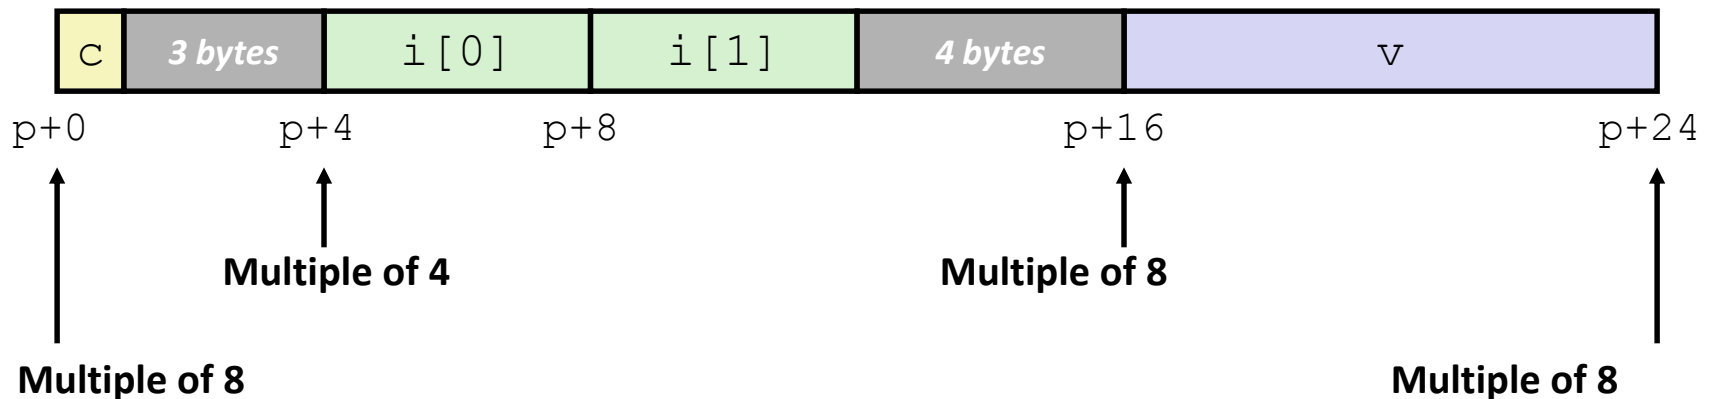 c 3 bytes i[0] i[1] 4 bytes v
p+0 p+4 p+8 p+16 p+24
Multiple of 4 Multiple of 8
Multiple of 8 Multiple of 8